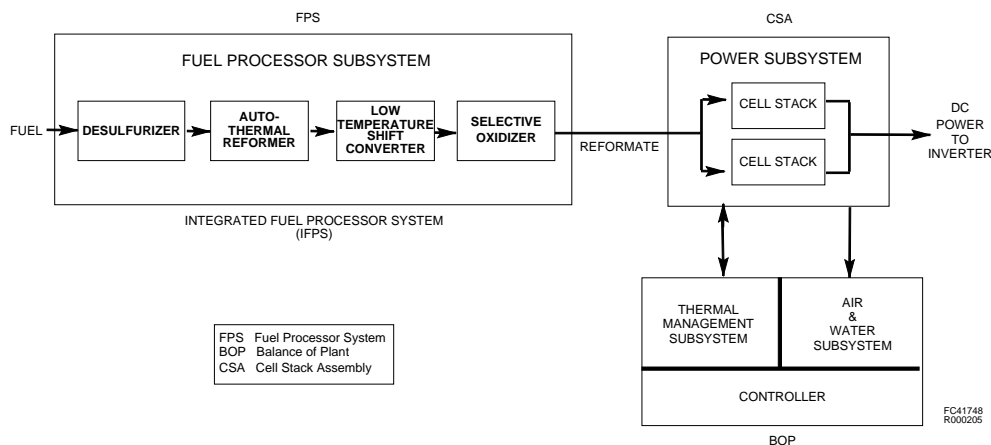 FPS
CSA
FUEL PROCESSOR SUBSYSTEM
POWER SUBSYSTEM
FUEL
DESULFURIZER
AUTO-
THERMAL
REFORMER
LOW
TEMPERATURE
SHIFT
CONVERTER
SELECTIVE
OXIDIZER
REFORMATE
CELL STACK
CELL STACK
DC
POWER
TO
INVERTER
INTEGRATED FUEL PROCESSOR SYSTEM
(IFPS)
THERMAL
MANAGEMENT
SUBSYSTEM
AIR
&
WATER
SUBSYSTEM
CONTROLLER
BOP
FPS Fuel Processor System
BOP Balance of Plant
CSA Cell Stack Assembly
FC41748
R000205